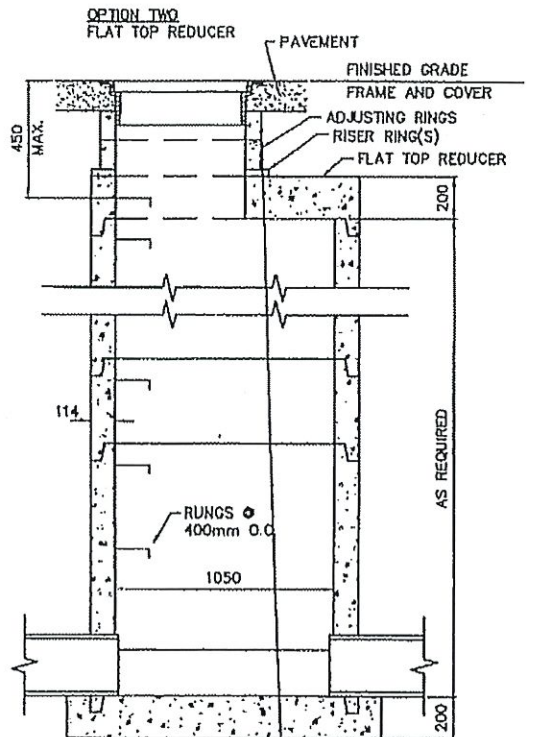 OPTION TWO
FLAT TOP REDUCER
PAVEMENT
FINISHED GRADE
FRAME AND COVER
ADJUSTING RINGS
RISER RING(S)
FLAT TOP REDUCER
450
MAX.
200
114
AS REQUIRED
RUNGS @
400mm O.C
1050
200